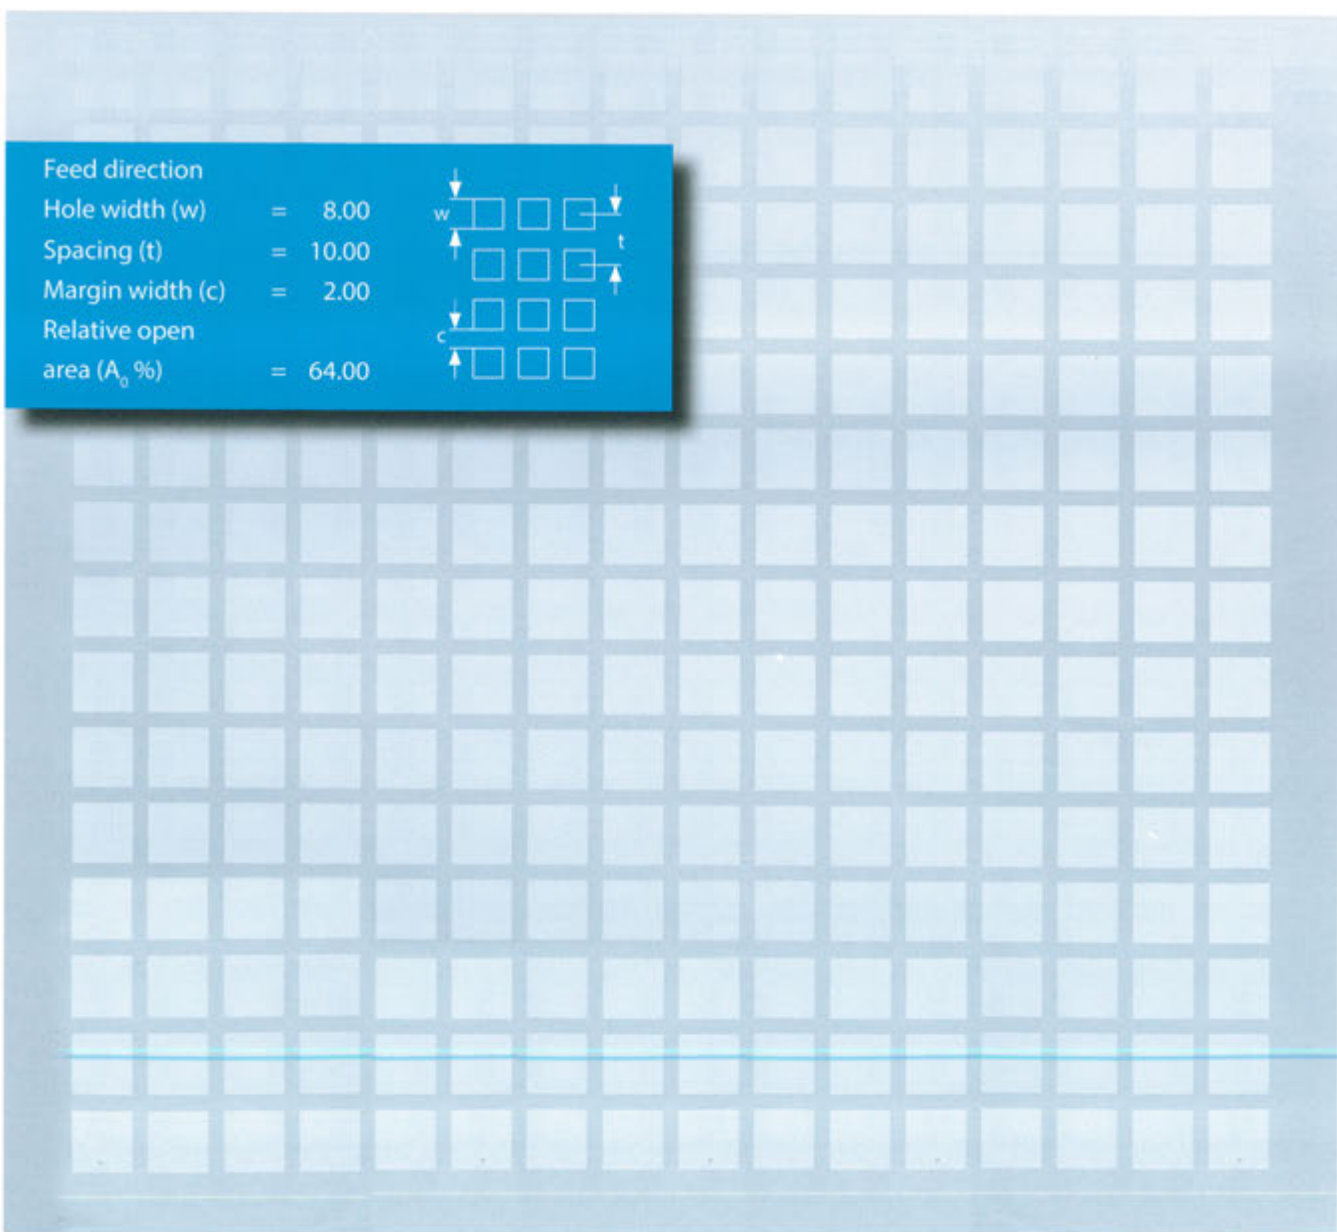 Feed direction
Hole width (w) = 8.00
Spacing (t) = 10.00
Margin width (c) = 2.00
Relative open
area (A₀ %) = 64.00
w
t
c